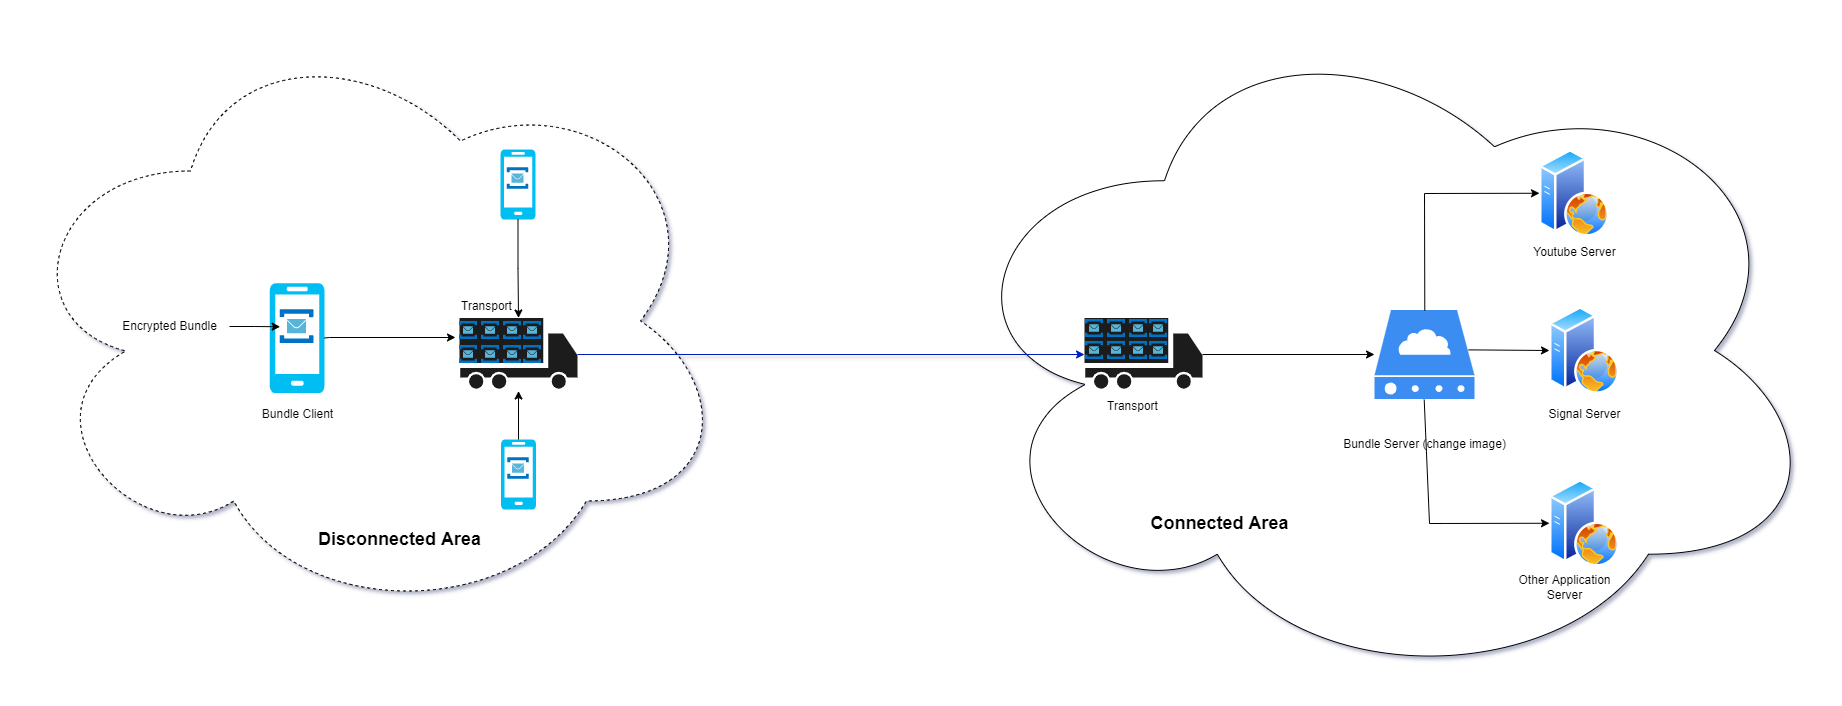 Transport
Encrypted Bundle
Bundle Client
Disconnected Area
Transport
Connected Area
Bundle Server (change image)
Youtube Server
Signal Server
Other Application
Server